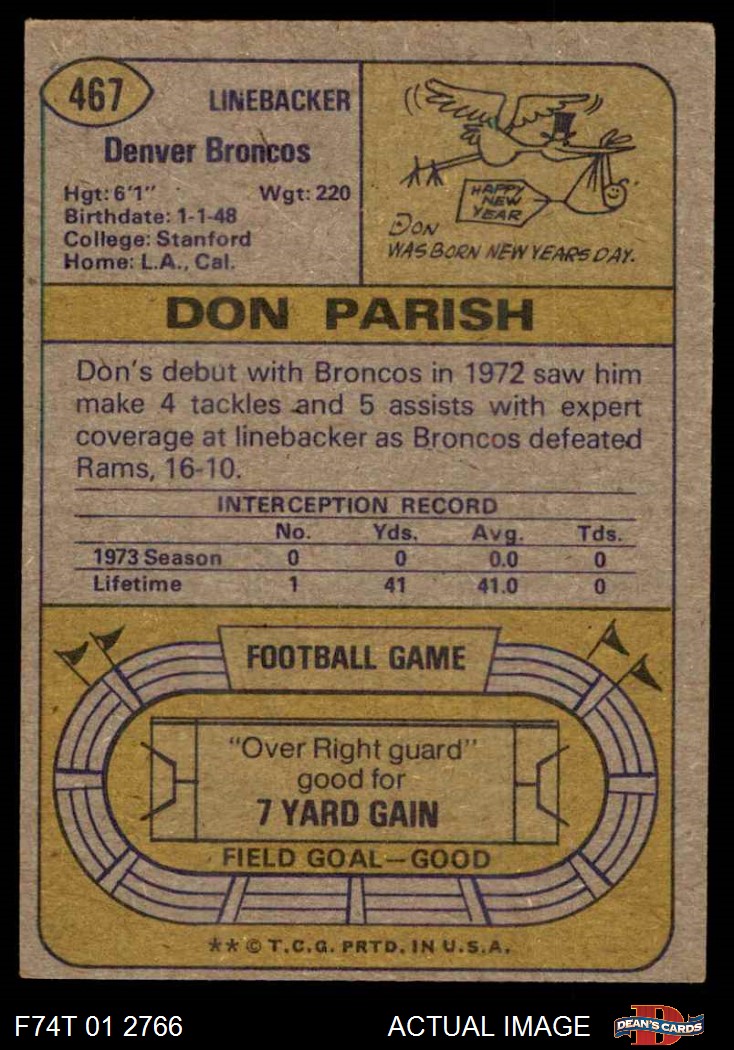 467
LINEBACKER
Denver Broncos
Hgt: 6'1" Wgt: 220
Birthdate: 1-1-48
College: Stanford
Home: L.A., Cal.
HAPPY
NEW
YEAR
DON
WAS BORN NEW YEARS DAY.
DON PARISH
Don's debut with Broncos in 1972 saw him
make 4 tackles and 5 assists with expert
coverage at linebacker as Broncos defeated
Rams, 16-10.
INTERCEPTION RECORD
No. Yds. Avg. Tds.
1973 Season 0 0 0.0 0
Lifetime 1 41 41.0 0
FOOTBALL GAME
"Over Right guard"
good for
7 YARD GAIN
FIELD GOAL—GOOD
** © T.C.G. PRTD. IN U.S.A.
F74T 01 2766 ACTUAL IMAGE
D
DEAN'S CARDS